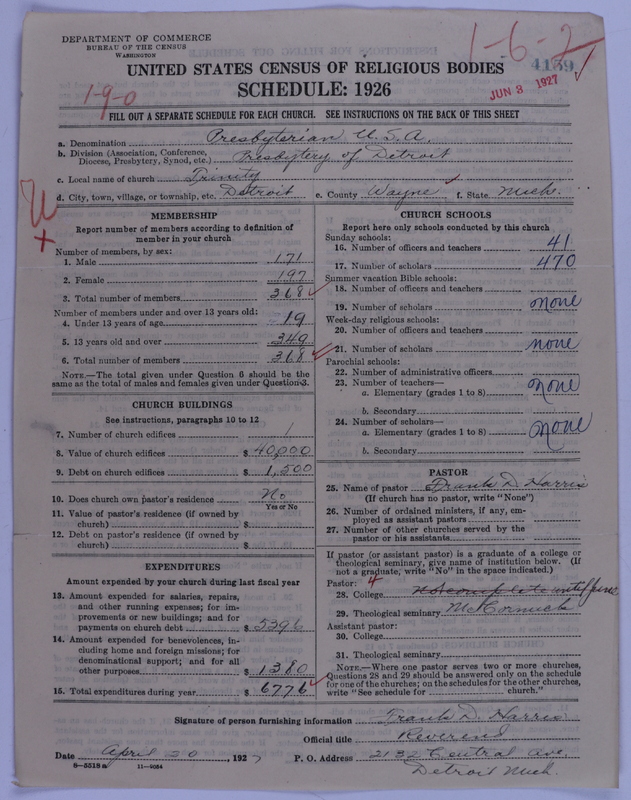 DEPARTMENT OF COMMERCE
BUREAU OF THE CENSUS
WASHINGTON
1-6-2
4159
UNITED STATES CENSUS OF RELIGIOUS BODIES
JUN 3 1927
SCHEDULE: 1926
1-9-0
FILL OUT A SEPARATE SCHEDULE FOR EACH CHURCH. SEE INSTRUCTIONS ON THE BACK OF THIS SHEET
a. Denomination Presbyterian U.S.A.
b. Division (Association, Conference, Diocese, Presbytery, Synod, etc.) Presbytery of Detroit
c. Local name of church Trinity
d. City, town, village, or township, etc. Detroit e. County Wayne f. State Mich.
MEMBERSHIP
Report number of members according to definition of
member in your church
Number of members, by sex:
1. Male 171
2. Female 197
3. Total number of members 368
Number of members under and over 13 years old:
4. Under 13 years of age 19
5. 13 years old and over 349
6. Total number of members 368
NOTE.—The total given under Question 6 should be
same as the total of males and females given under Question 3.
CHURCH BUILDINGS
See instructions, paragraphs 10 to 12
7. Number of church edifices 1
8. Value of church edifices $ 40,000
9. Debt on church edifices $ 1,500
10. Does church own pastor's residence No
Yes or No
11. Value of pastor's residence (if owned by
church) $
12. Debt on pastor's residence (if owned by
church) $
EXPENDITURES
Amount expended by your church during last fiscal year
13. Amount expended for salaries, repairs,
and other running expenses; for im-
provements or new buildings; and for
payments on church debt $ 5396
14. Amount expended for benevolences, in-
cluding home and foreign missions; for
denominational support; and for all
other purposes $ 1380
15. Total expenditures during year $ 6776
CHURCH SCHOOLS
Report here only schools conducted by this church
Sunday schools:
16. Number of officers and teachers 41
17. Number of scholars 470
Summer vacation Bible schools:
18. Number of officers and teachers
19. Number of scholars none
Week-day religious schools:
20. Number of officers and teachers
21. Number of scholars none
Parochial schools:
22. Number of administrative officers
23. Number of teachers—
a. Elementary (grades 1 to 8) none
b. Secondary
24. Number of scholars—
a. Elementary (grades 1 to 8) none
b. Secondary
PASTOR
25. Name of pastor Frank D. Harris
(If church has no pastor, write "None")
26. Number of ordained ministers, if any, em-
ployed as assistant pastors
27. Number of other churches served by the
pastor or his assistants
If pastor (or assistant pastor) is a graduate of a college or
theological seminary, give name of institution below. (If
not a graduate, write "No" in the space indicated.)
Pastor: 4
28. College Not complete until June
29. Theological seminary McCormick
Assistant pastor:
30. College
31. Theological seminary
NOTE.—Where one pastor serves two or more churches,
Questions 28 and 29 should be answered only on the schedule
for one of the churches; on the schedules for the other churches,
write "See schedule for church."
Signature of person furnishing information Frank D. Harris
Official title Reverend
Date April 20, 1927 P. O. Address 2132 Central Ave,
8-5518a 11-9054 Detroit Mich.